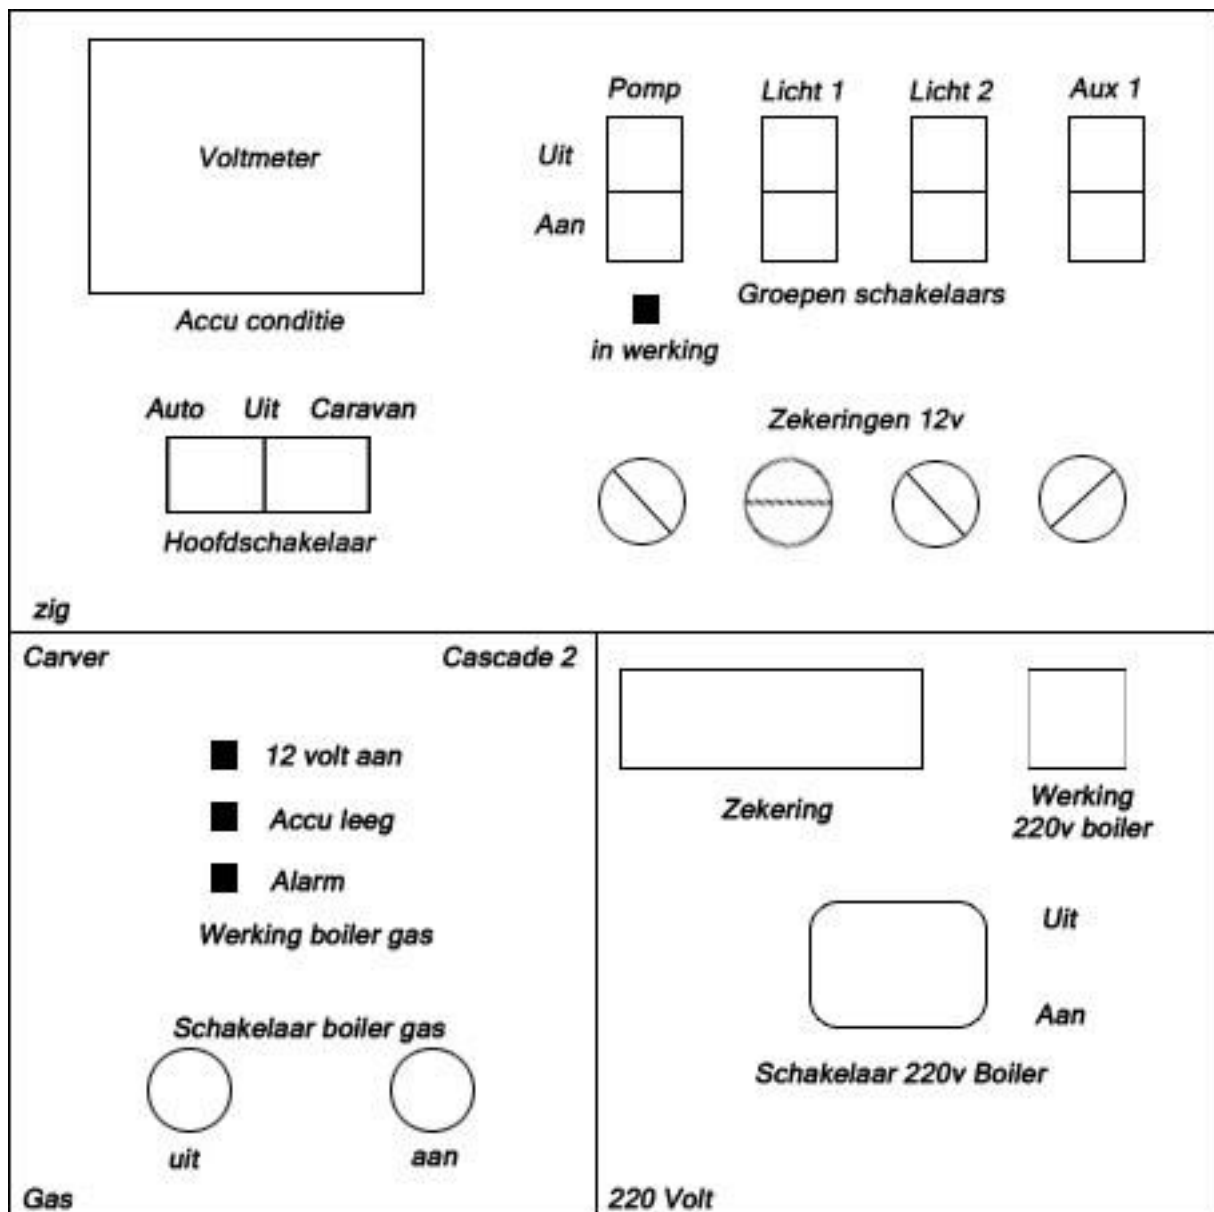 Voltmeter
Accu conditie
Pomp Licht 1 Licht 2 Aux 1
Uit
Aan
Groepen schakelaars
in werking
Auto Uit Caravan
Hoofdschakelaar
Zekeringen 12v
zig
Carver Cascade 2
12 volt aan
Accu leeg
Alarm
Werking boiler gas
Schakelaar boiler gas
uit aan
Gas
Zekering
Werking
220v boiler
Uit
Aan
Schakelaar 220v Boiler
220 Volt